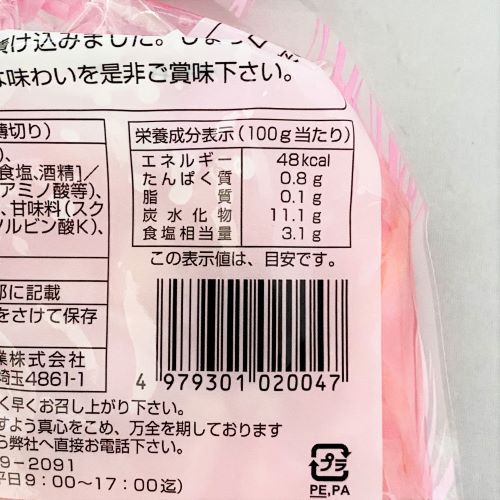 漬け込みました。
な味わいを是非ご賞味下さい。
薄切り)
食塩、酒精]/
アミノ酸等)、
、甘味料(スク
ソルビン酸K)、
栄養成分表示(100g当たり)
エネルギー 48kcal
たんぱく質 0.8g
脂質 0.1g
炭水化物 11.1g
食塩相当量 3.1g
この表示値は、目安です。
部に記載
をさけて保存
業株式会社
埼玉4861-1
4 979301 020047
く早くお召し上がり下さい。
すよう真心をこめ、万全を期しております
ら弊社へ直接お電話下さい。
9-2091
平日9:00~17:00迄)
プラ
PE,PA